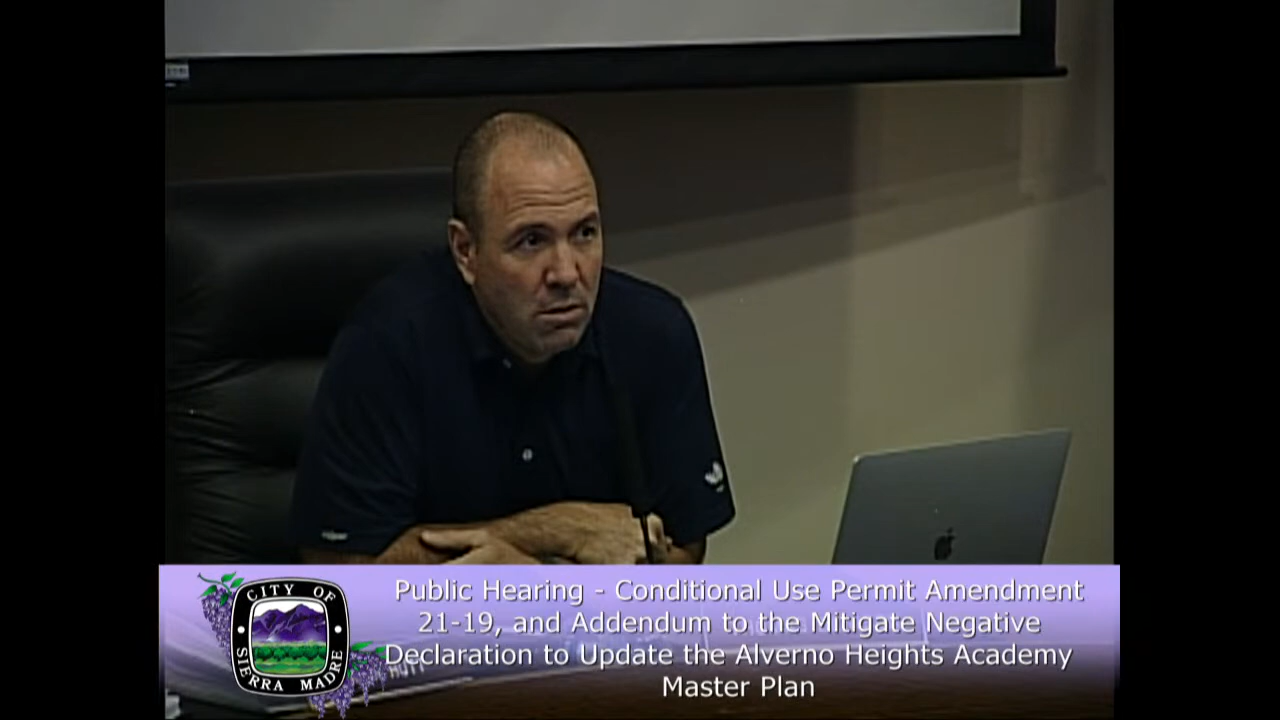 Public Hearing - Conditional Use Permit Amendment
21-19, and Addendum to the Mitigate Negative
Declaration to Update the Alverno Heights Academy
Master Plan
CITY OF
SIERRA MADRE